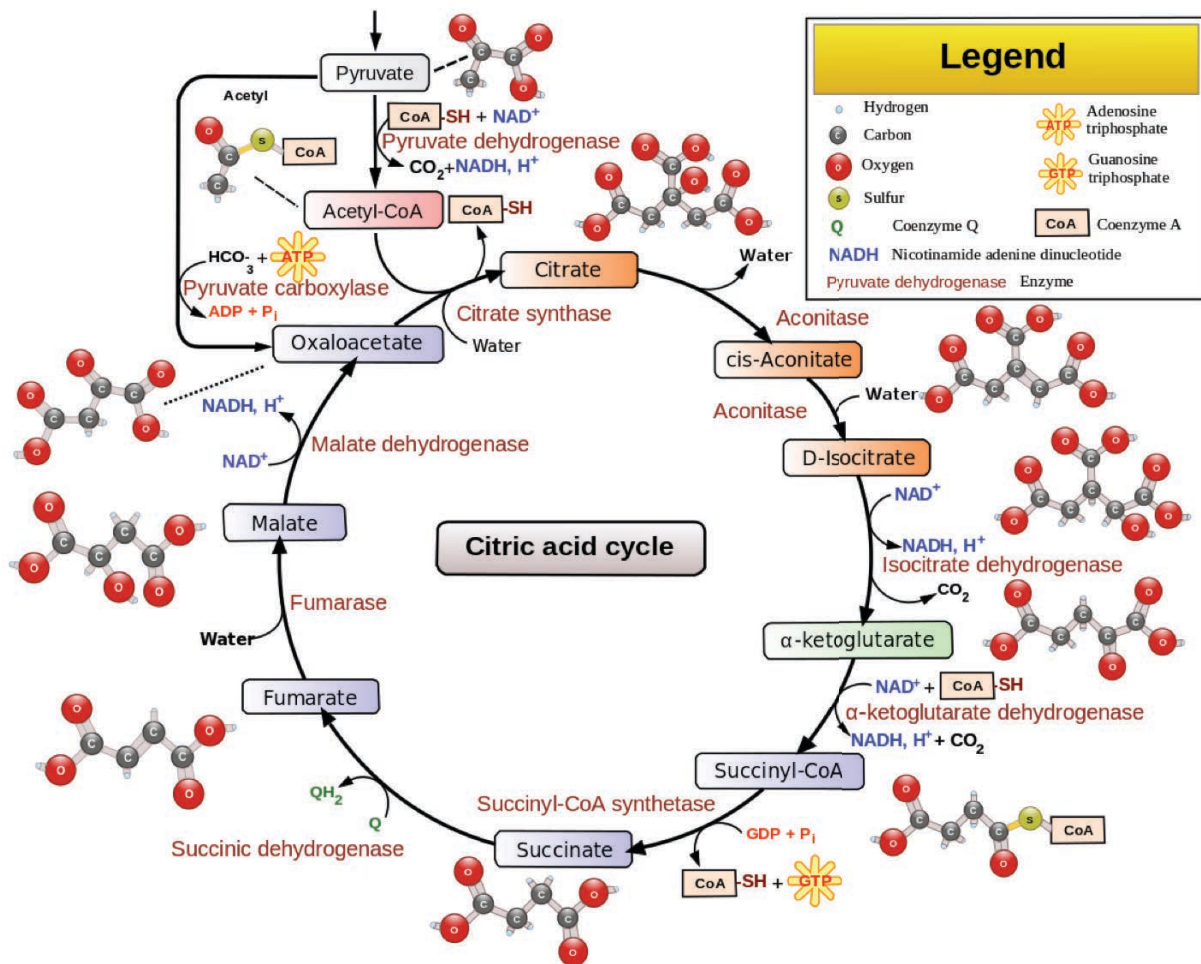 Pyruvate
Acetyl
CoA-SH + NAD+
Pyruvate dehydrogenase
CO2+NADH, H+
S
CoA
Acetyl-CoA
CoA-SH
HCO-3 + ATP
Pyruvate carboxylase
ADP + Pi
Citrate
Citrate synthase
Water
Oxaloacetate
Water
Aconitase
cis-Aconitate
Aconitase
Water
D-Isocitrate
NAD+
NADH, H+
Isocitrate dehydrogenase
CO2
α-ketoglutarate
NAD+ + CoA-SH
α-ketoglutarate dehydrogenase
NADH, H+ + CO2
Succinyl-CoA
S
CoA
Succinyl-CoA synthetase
GDP + Pi
CoA-SH + GTP
Succinate
QH2
Q
Succinic dehydrogenase
Fumarate
Water
Fumarase
Malate
NADH, H+
NAD+
Malate dehydrogenase
Citric acid cycle
Legend
Hydrogen
C Carbon
O Oxygen
S Sulfur
Q Coenzyme Q
ATP Adenosine
triphosphate
GTP Guanosine
triphosphate
CoA Coenzyme A
NADH Nicotinamide adenine dinucleotide
Pyruvate dehydrogenase Enzyme